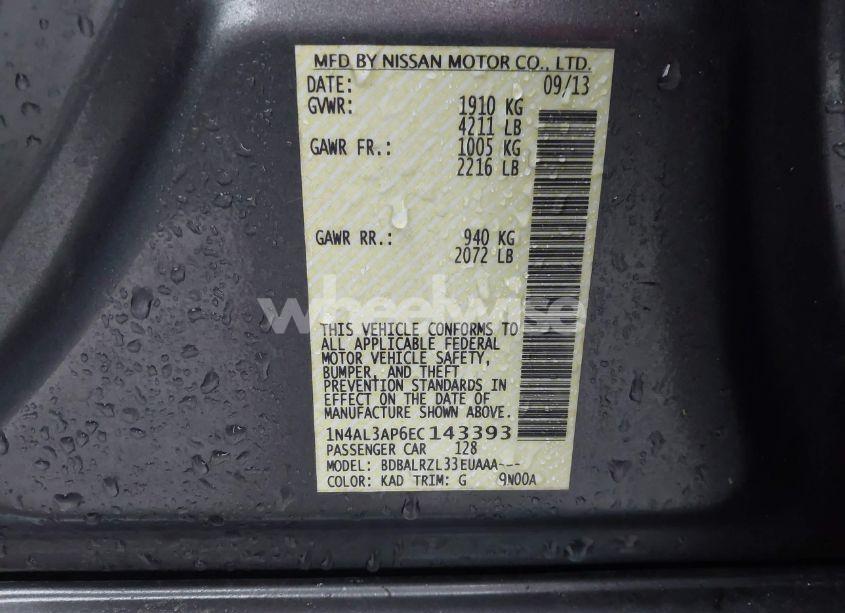 MFD BY NISSAN MOTOR CO., LTD.
DATE: 09/13
GVWR: 1910 KG
4211 LB
GAWR FR.: 1005 KG
2216 LB
GAWR RR.: 940 KG
2072 LB
wheelwise
THIS VEHICLE CONFORMS TO
ALL APPLICABLE FEDERAL
MOTOR VEHICLE SAFETY,
BUMPER, AND THEFT
PREVENTION STANDARDS IN
EFFECT ON THE DATE OF
MANUFACTURE SHOWN ABOVE.
1N4AL3AP6EC143393
PASSENGER CAR 128
MODEL: BDBALRZL33EUAAA---
COLOR: KAD TRIM: G 9N00A